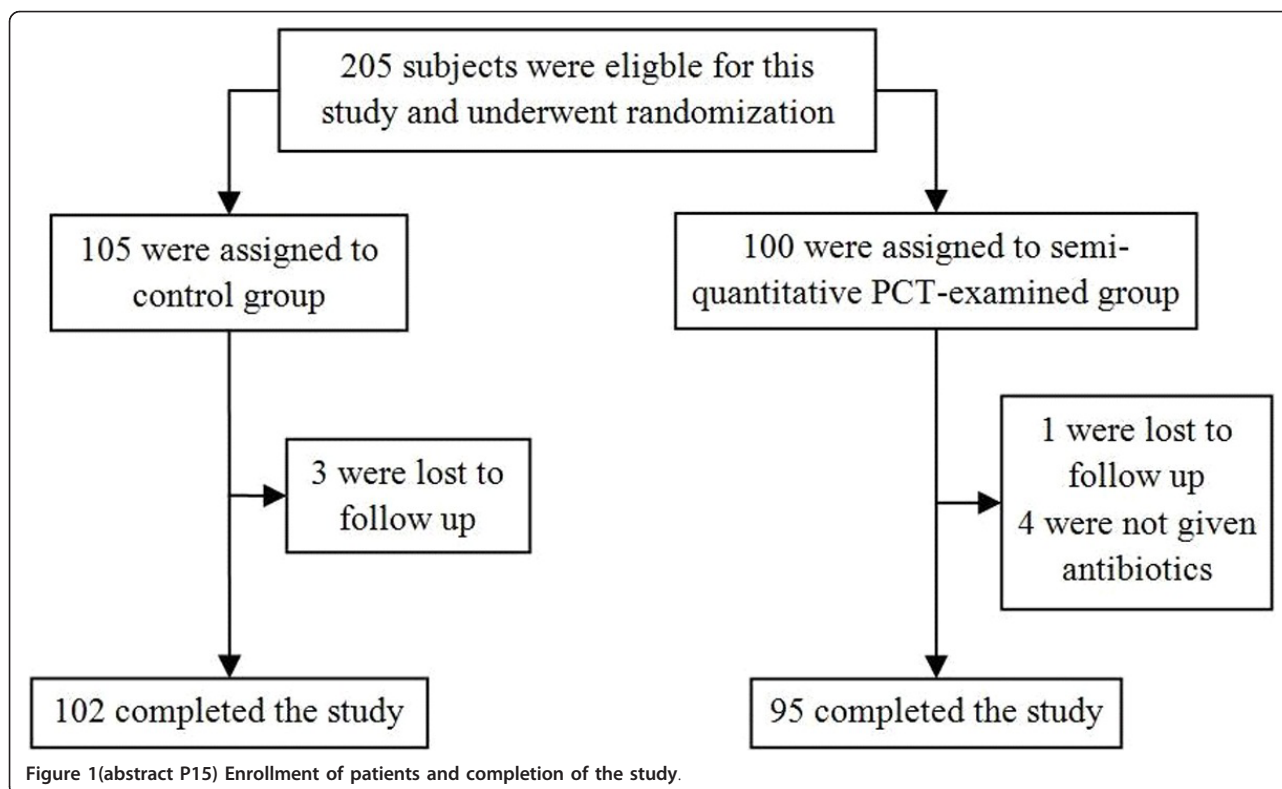 205 subjects were eligble for this
study and underwent randomization
105 were assigned to
control group
100 were assigned to semi-
quantitative PCT-examined group
3 were lost to
follow up
1 were lost to
follow up
4 were not given
antibiotics
102 completed the study
95 completed the study
Figure 1(abstract P15) Enrollment of patients and completion of the study.